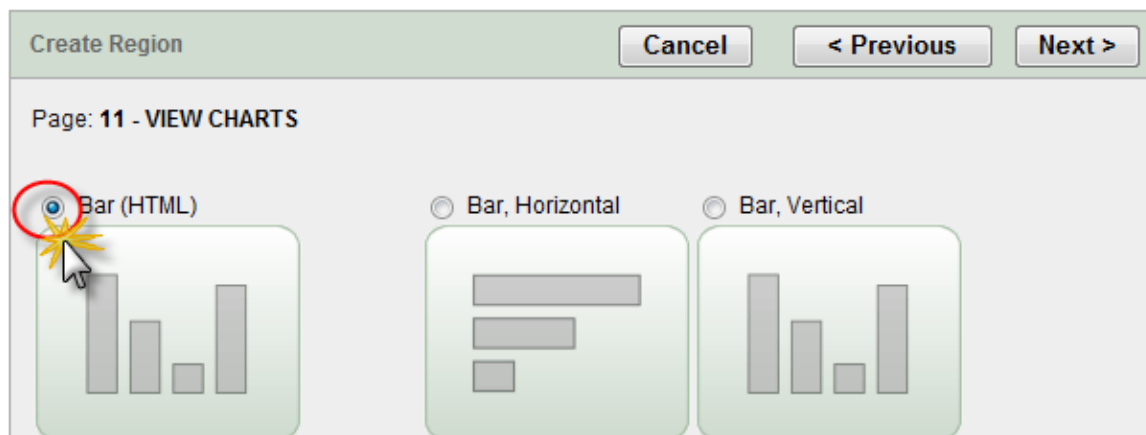 Create Region Cancel < Previous Next >
Page: 11 - VIEW CHARTS
Bar (HTML) Bar, Horizontal Bar, Vertical